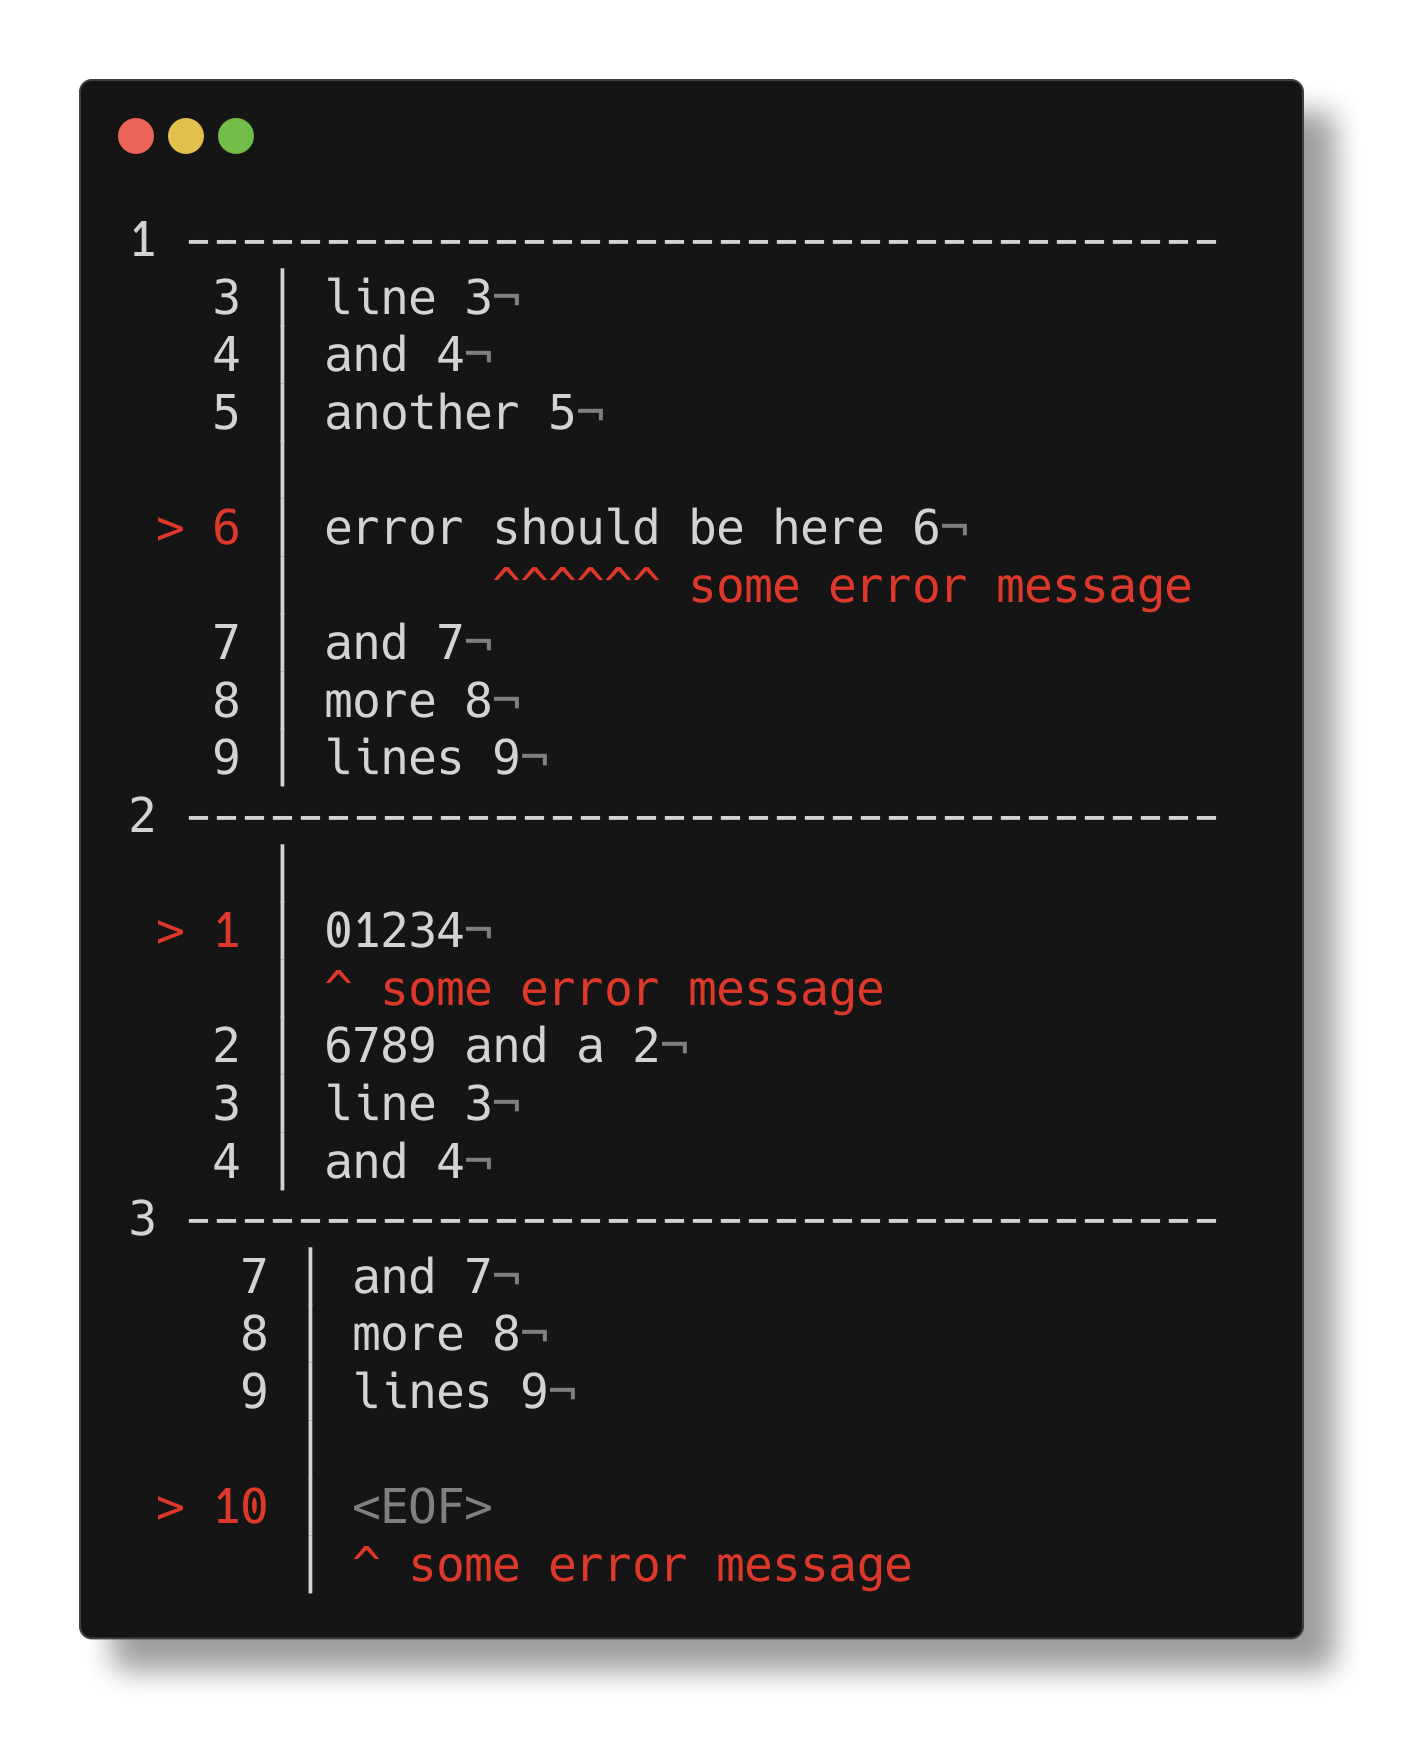 1 -------------------------------------
   3 │ line 3¬
   4 │ and 4¬
   5 │ another 5¬
     │
 > 6 │ error should be here 6¬
     │       ^^^^^^ some error message
   7 │ and 7¬
   8 │ more 8¬
   9 │ lines 9¬
2 -------------------------------------
     │
 > 1 │ 01234¬
     │ ^ some error message
   2 │ 6789 and a 2¬
   3 │ line 3¬
   4 │ and 4¬
3 -------------------------------------
    7 │ and 7¬
    8 │ more 8¬
    9 │ lines 9¬
      │
 > 10 │ <EOF>
      │ ^ some error message